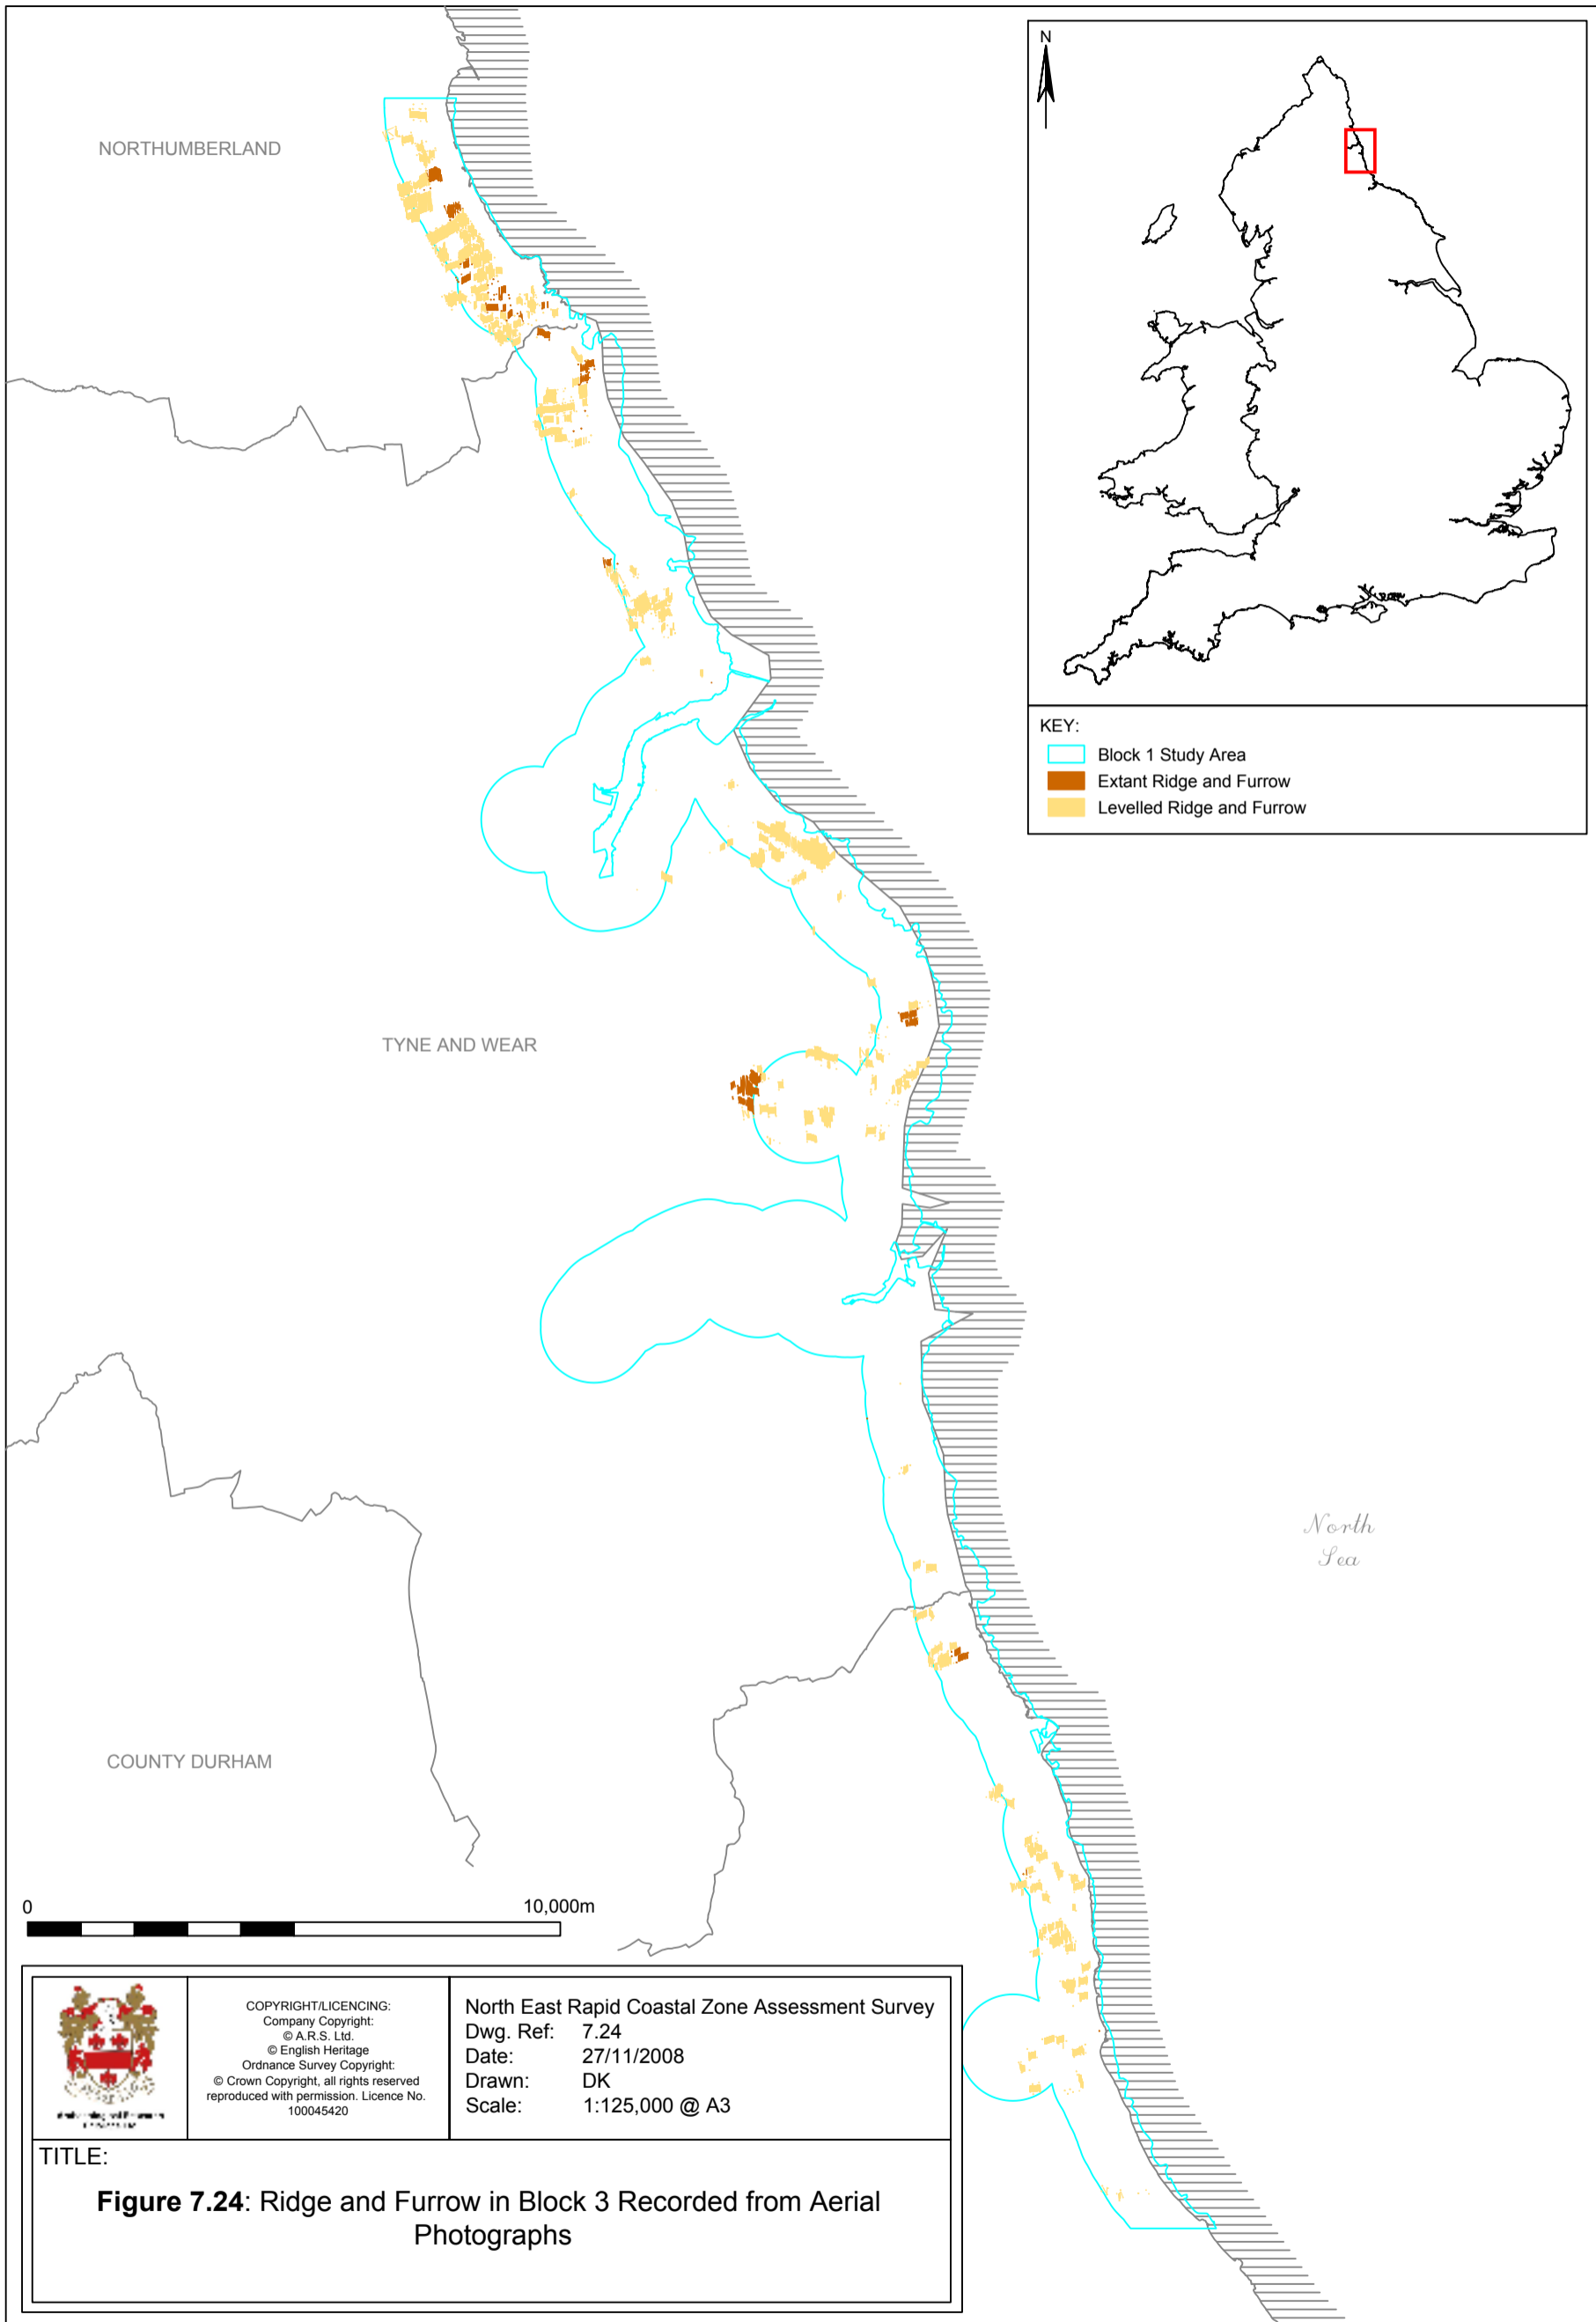 N
NORTHUMBERLAND
KEY:
Block 1 Study Area
Extant Ridge and Furrow
Levelled Ridge and Furrow
TYNE AND WEAR
North
Sea
COUNTY DURHAM
0 10,000m
COPYRIGHT/LICENCING:
Company Copyright:
© A.R.S. Ltd.
© English Heritage
Ordnance Survey Copyright:
© Crown Copyright, all rights reserved
reproduced with permission. Licence No.
100045420
North East Rapid Coastal Zone Assessment Survey
Dwg. Ref: 7.24
Date: 27/11/2008
Drawn: DK
Scale: 1:125,000 @ A3
TITLE:
Figure 7.24: Ridge and Furrow in Block 3 Recorded from Aerial
Photographs